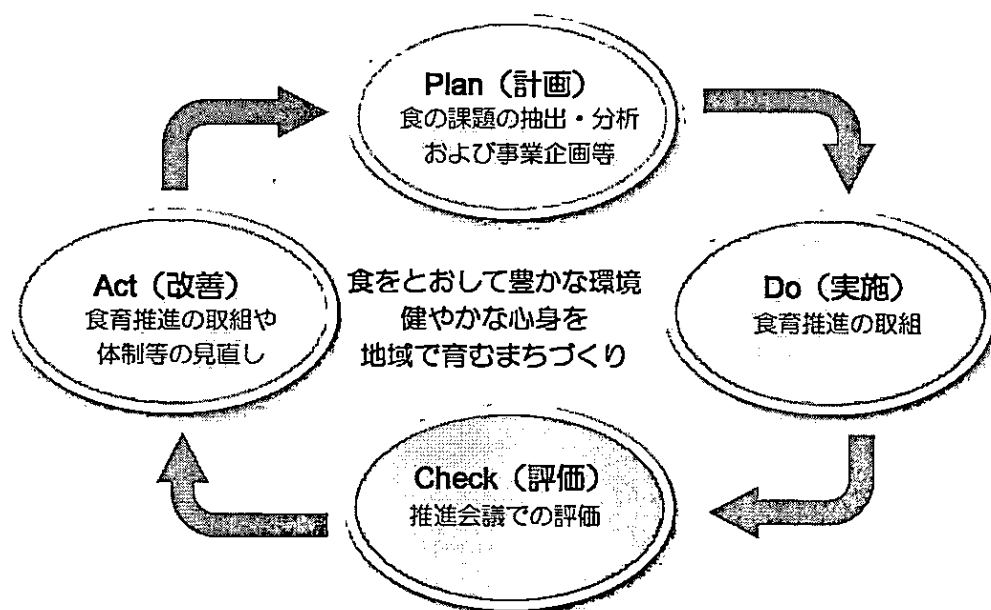 Plan（計画）
食の課題の抽出・分析
および事業企画等
Act（改善）
食育推進の取組や
体制等の見直し
食をとおして豊かな環境
健やかな心身を
地域で育むまちづくり
Do（実施）
食育推進の取組
Check（評価）
推進会議での評価